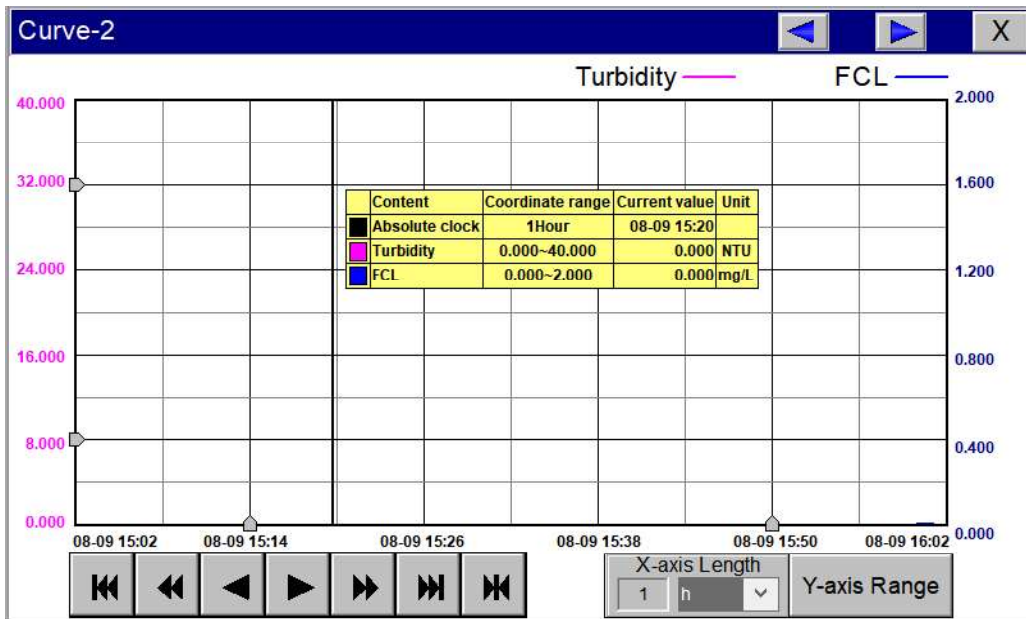 Curve-2
X
Turbidity
FCL
40.000
2.000
32.000
1.600
Content Coordinate range Current value Unit
Absolute clock 1Hour 08-09 15:20
Turbidity 0.000~40.000 0.000 NTU
FCL 0.000~2.000 0.000 mg/L
24.000
1.200
16.000
0.800
8.000
0.400
0.000
0.000
08-09 15:02 08-09 15:14 08-09 15:26 08-09 15:38 08-09 15:50 08-09 16:02
X-axis Length
1 h
Y-axis Range